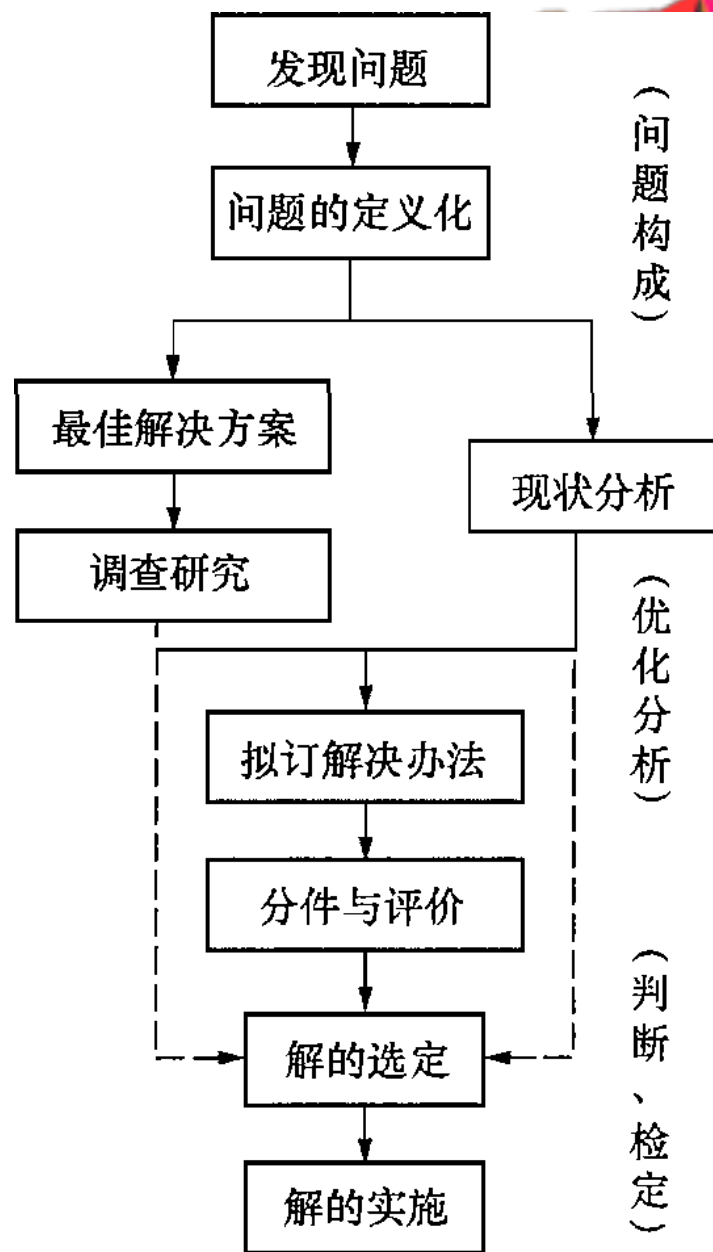 发现问题
问题的定义化
（问题构成）
最佳解决方案
现状分析
调查研究
（优化分析）
拟订解决办法
分件与评价
（判断、检定）
解的选定
解的实施